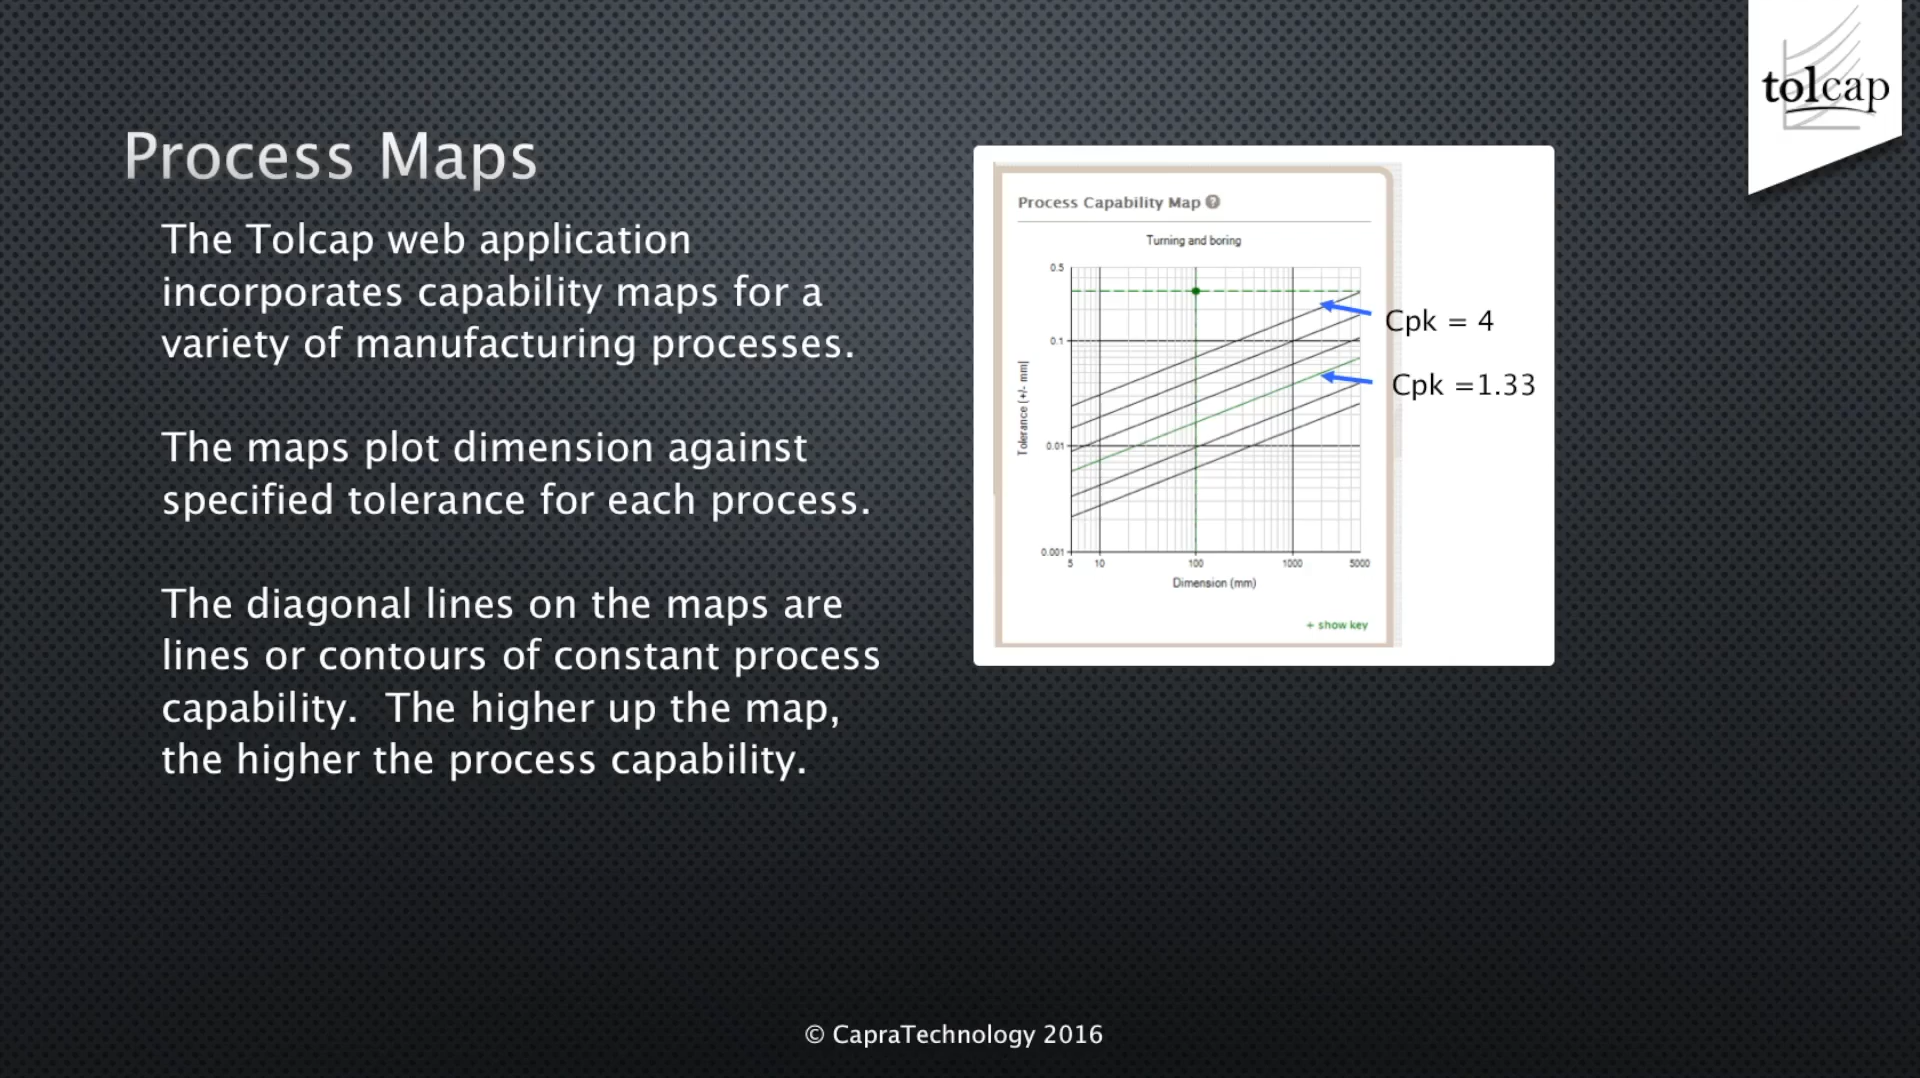 tolcap
Process Maps
The Tolcap web application
incorporates capability maps for a
variety of manufacturing processes.
The maps plot dimension against
specified tolerance for each process.
The diagonal lines on the maps are
lines or contours of constant process
capability.  The higher up the map,
the higher the process capability.
Process Capability Map ?
Turning and boring
0.5
0.1
0.01
0.001
Tolerance (+/- mm)
5 10 100 1000 5000
Dimension (mm)
+ show key
Cpk = 4
Cpk =1.33
© CapraTechnology 2016